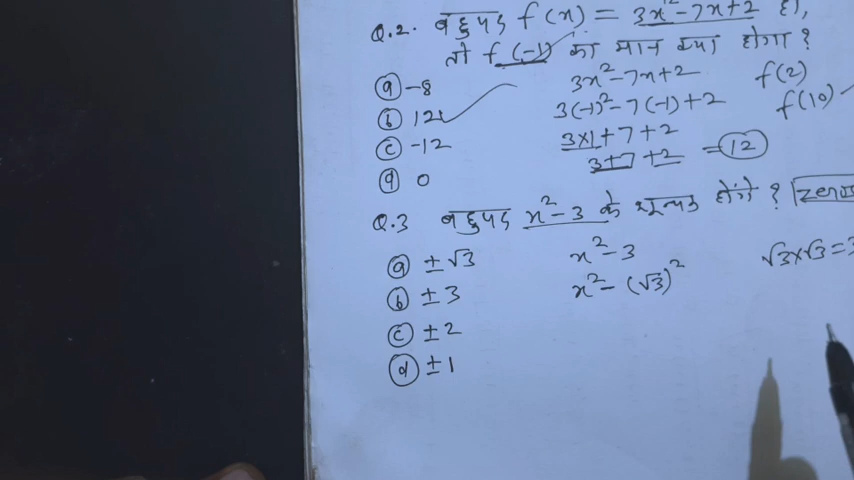 Q.2. बहुपद f(x) = 3x²-7x+2 हो,
तो f(-1) का मान क्या होगा?
(a) -8
(b) 12
(c) -12
(d) 0
3x²-7x+2
3(-1)²-7(-1)+2
3×1+7+2
3+7+2 = 12
f(2)
f(10)
Q.3 बहुपद x²-3 के शून्यक होंगे? zeros
(a) ±√3
(b) ±3
(c) ±2
(d) ±1
x²-3
x²-(√3)²
√3×√3=3